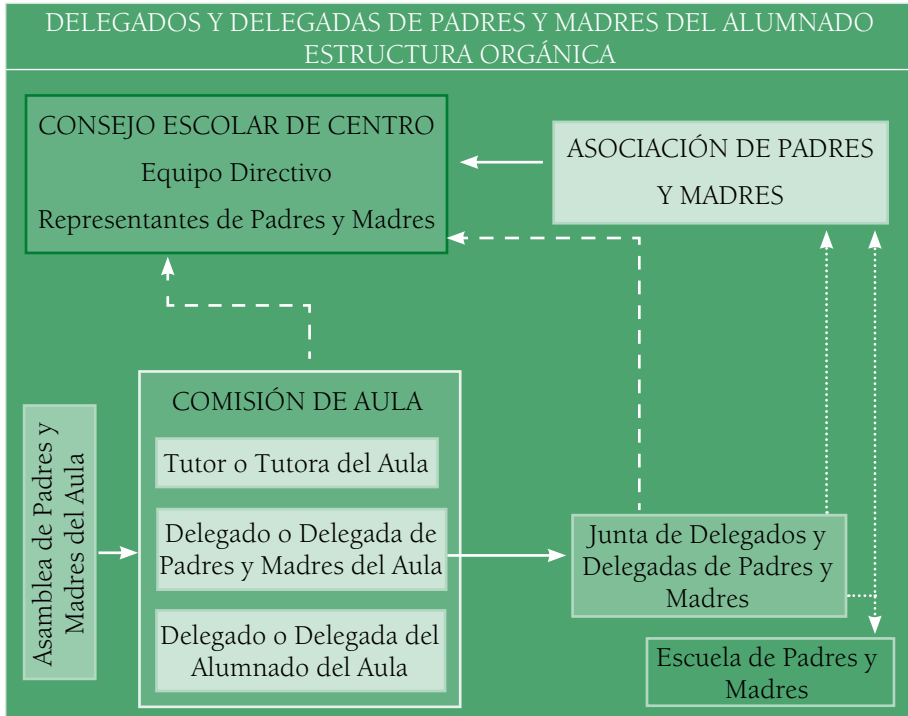 DELEGADOS Y DELEGADAS DE PADRES Y MADRES DEL ALUMNADO
ESTRUCTURA ORGÁNICA
CONSEJO ESCOLAR DE CENTRO
Equipo Directivo
Representantes de Padres y Madres
ASOCIACIÓN DE PADRES
Y MADRES
Asamblea de Padres y
Madres del Aula
COMISIÓN DE AULA
Tutor o Tutora del Aula
Delegado o Delegada de
Padres y Madres del Aula
Delegado o Delegada del
Alumnado del Aula
Junta de Delegados y
Delegadas de Padres y
Madres
Escuela de Padres y
Madres